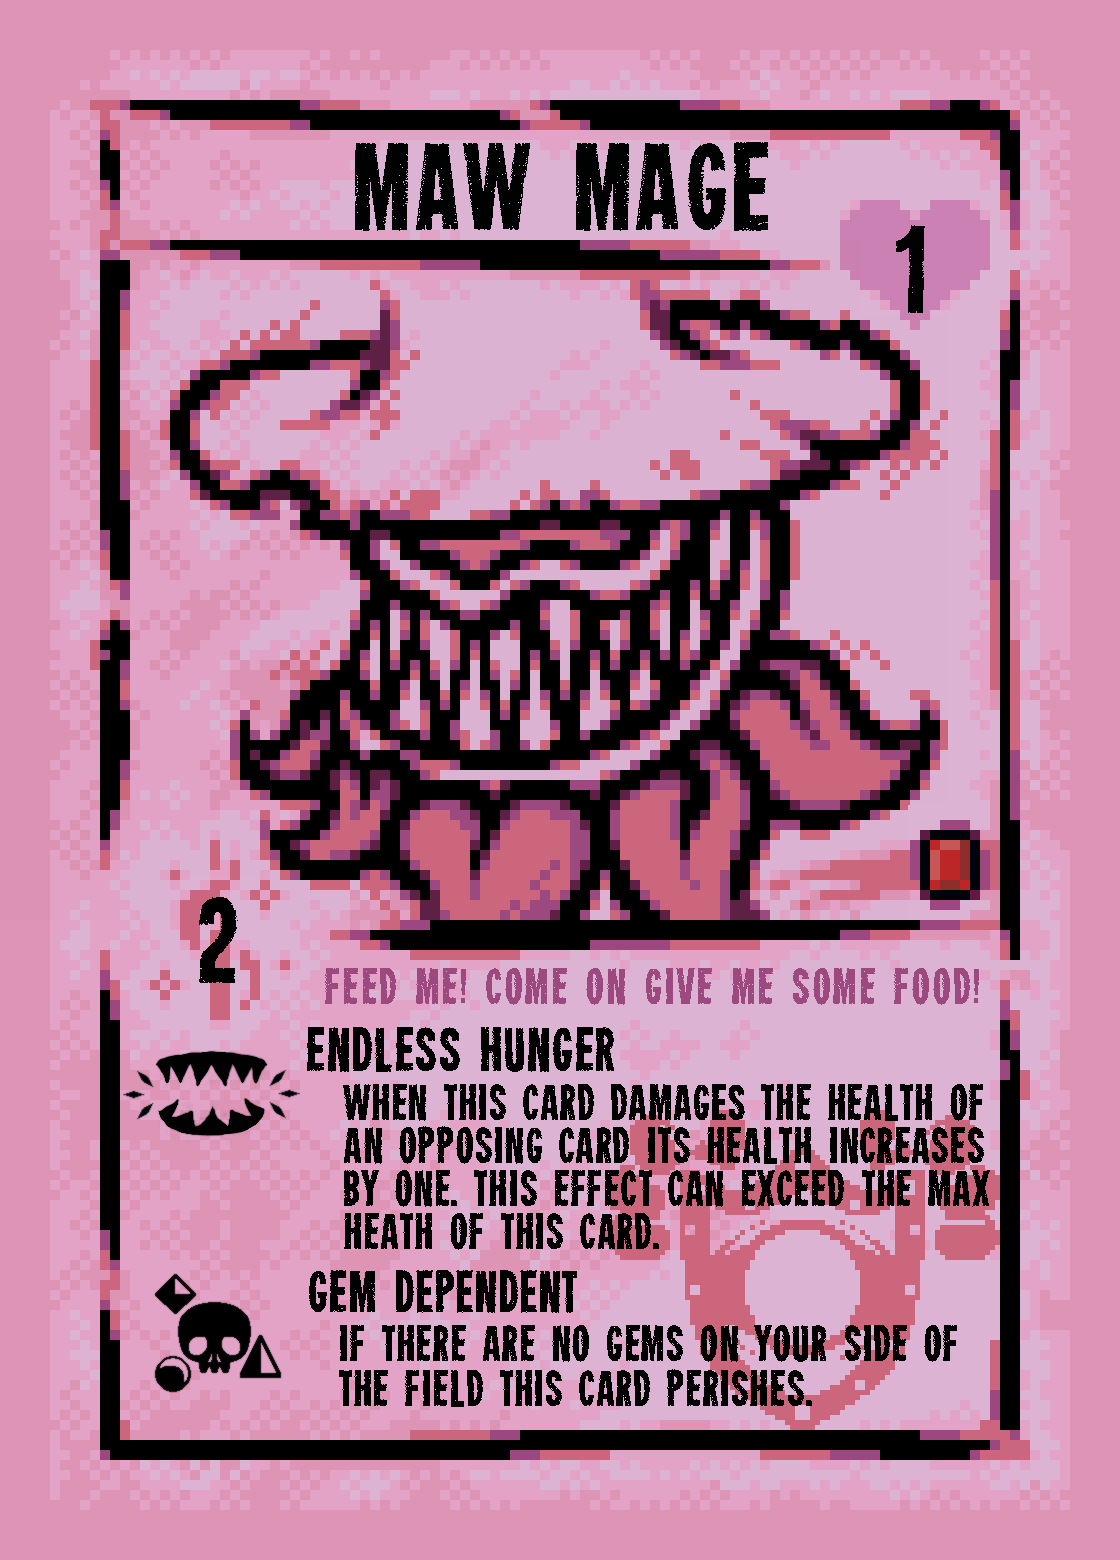 MAW MAGE
1
2
FEED ME! COME ON GIVE ME SOME FOOD!
ENDLESS HUNGER
WHEN THIS CARD DAMAGES THE HEALTH OF
AN OPPOSING CARD ITS HEALTH INCREASES
BY ONE. THIS EFFECT CAN EXCEED THE MAX
HEATH OF THIS CARD.
GEM DEPENDENT
IF THERE ARE NO GEMS ON YOUR SIDE OF
THE FIELD THIS CARD PERISHES.